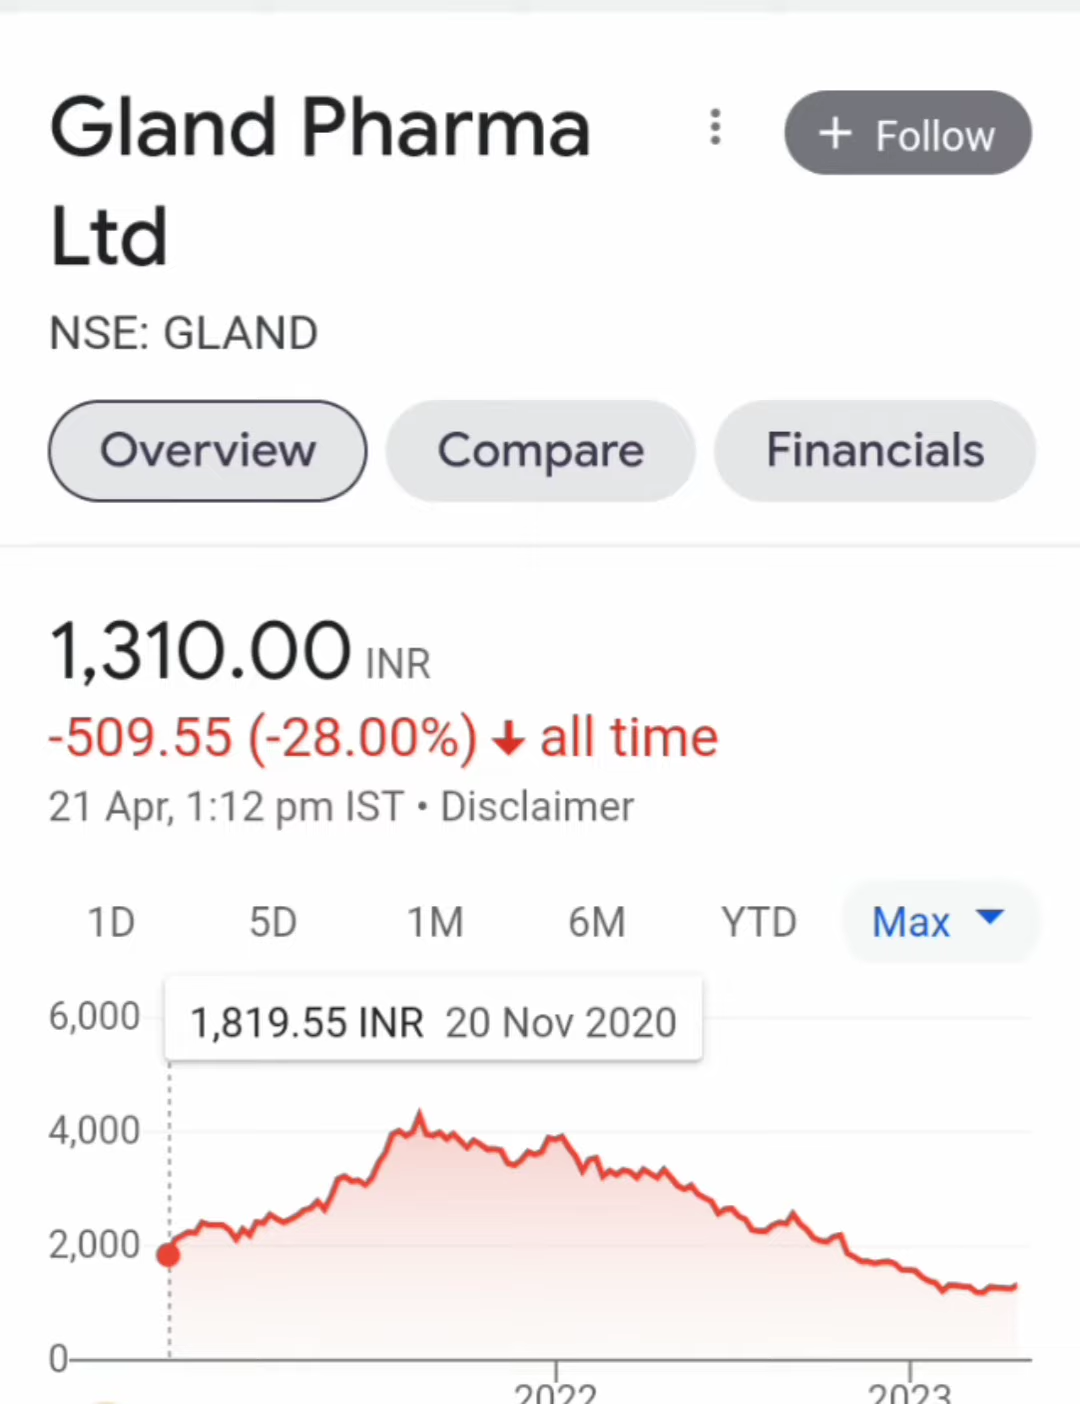 Gland Pharma
Ltd
+ Follow
NSE: GLAND
Overview Compare Financials
1,310.00 INR
-509.55 (-28.00%) ↓ all time
21 Apr, 1:12 pm IST • Disclaimer
1D 5D 1M 6M YTD Max
1,819.55 INR 20 Nov 2020
6,000
4,000
2,000
0
2022 2023